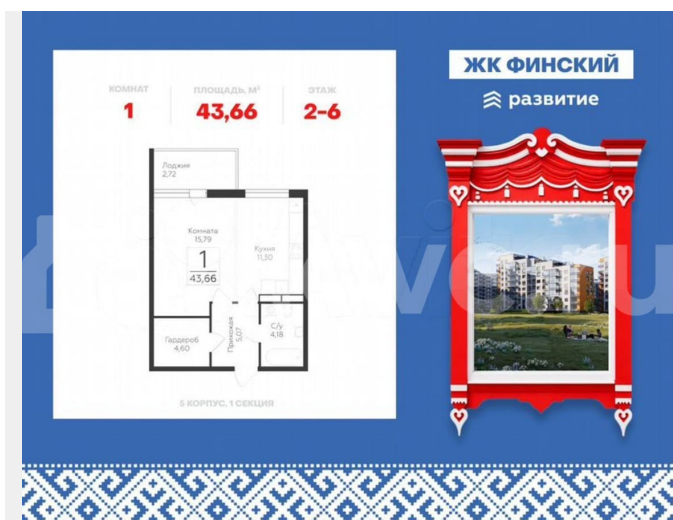 КОМНАТ
ПЛОЩАДЬ, М²
ЭТАЖ
1
43,66
2-6
Лоджия
2,72
Комната
15,79
Кухня
11,30
1
43,66
Гардероб
4,60
Прихожая
5,07
С/у
4,18
5 КОРПУС, 1 СЕКЦИЯ
ЖК ФИНСКИЙ
развитие